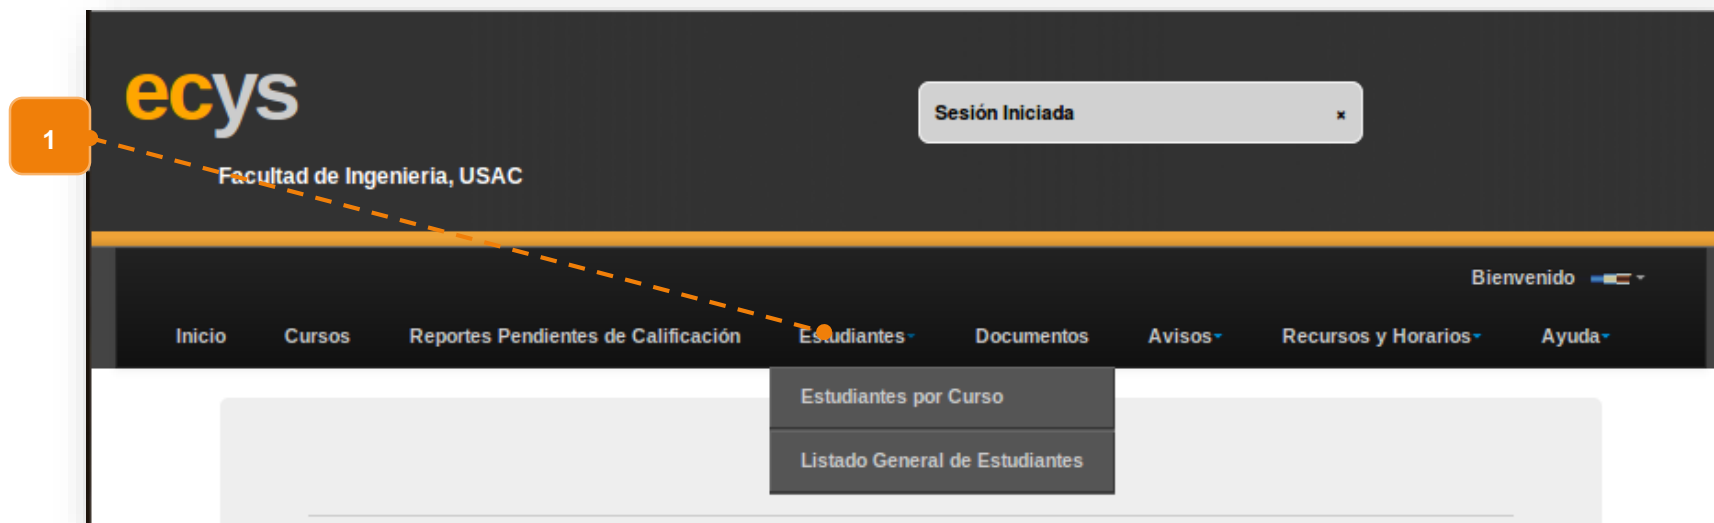 ecys
Sesión Iniciada ×
1
Facultad de Ingenieria, USAC
Bienvenido
Inicio Cursos Reportes Pendientes de Calificación Estudiantes Documentos Avisos Recursos y Horarios Ayuda
Estudiantes por Curso
Listado General de Estudiantes